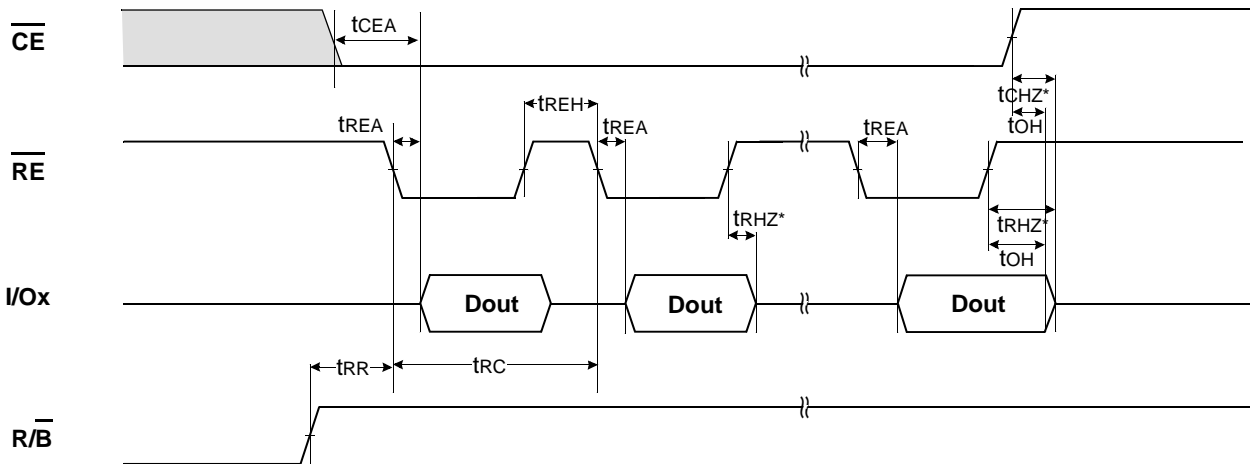 CE
tCEA
tCHZ*
tREH
tREA
tREA
tREA
tOH
RE
tRHZ*
tRHZ*
tOH
I/Ox
Dout
Dout
Dout
tRR
tRC
R/B